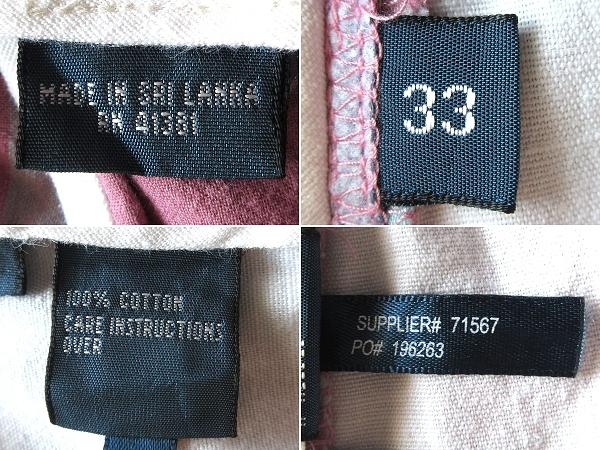 MADE IN SRI LANKA
RN 41381
33
100% COTTON
CARE INSTRUCTIONS
OVER
SUPPLIER# 71567
PO# 196263